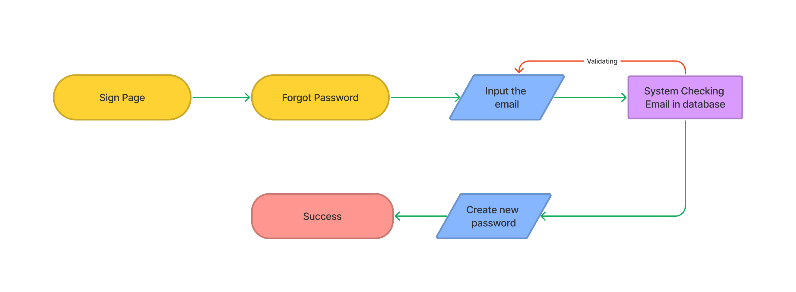 Validating
Sign Page
Forgot Password
Input the
email
System Checking
Email in database
Success
Create new
password